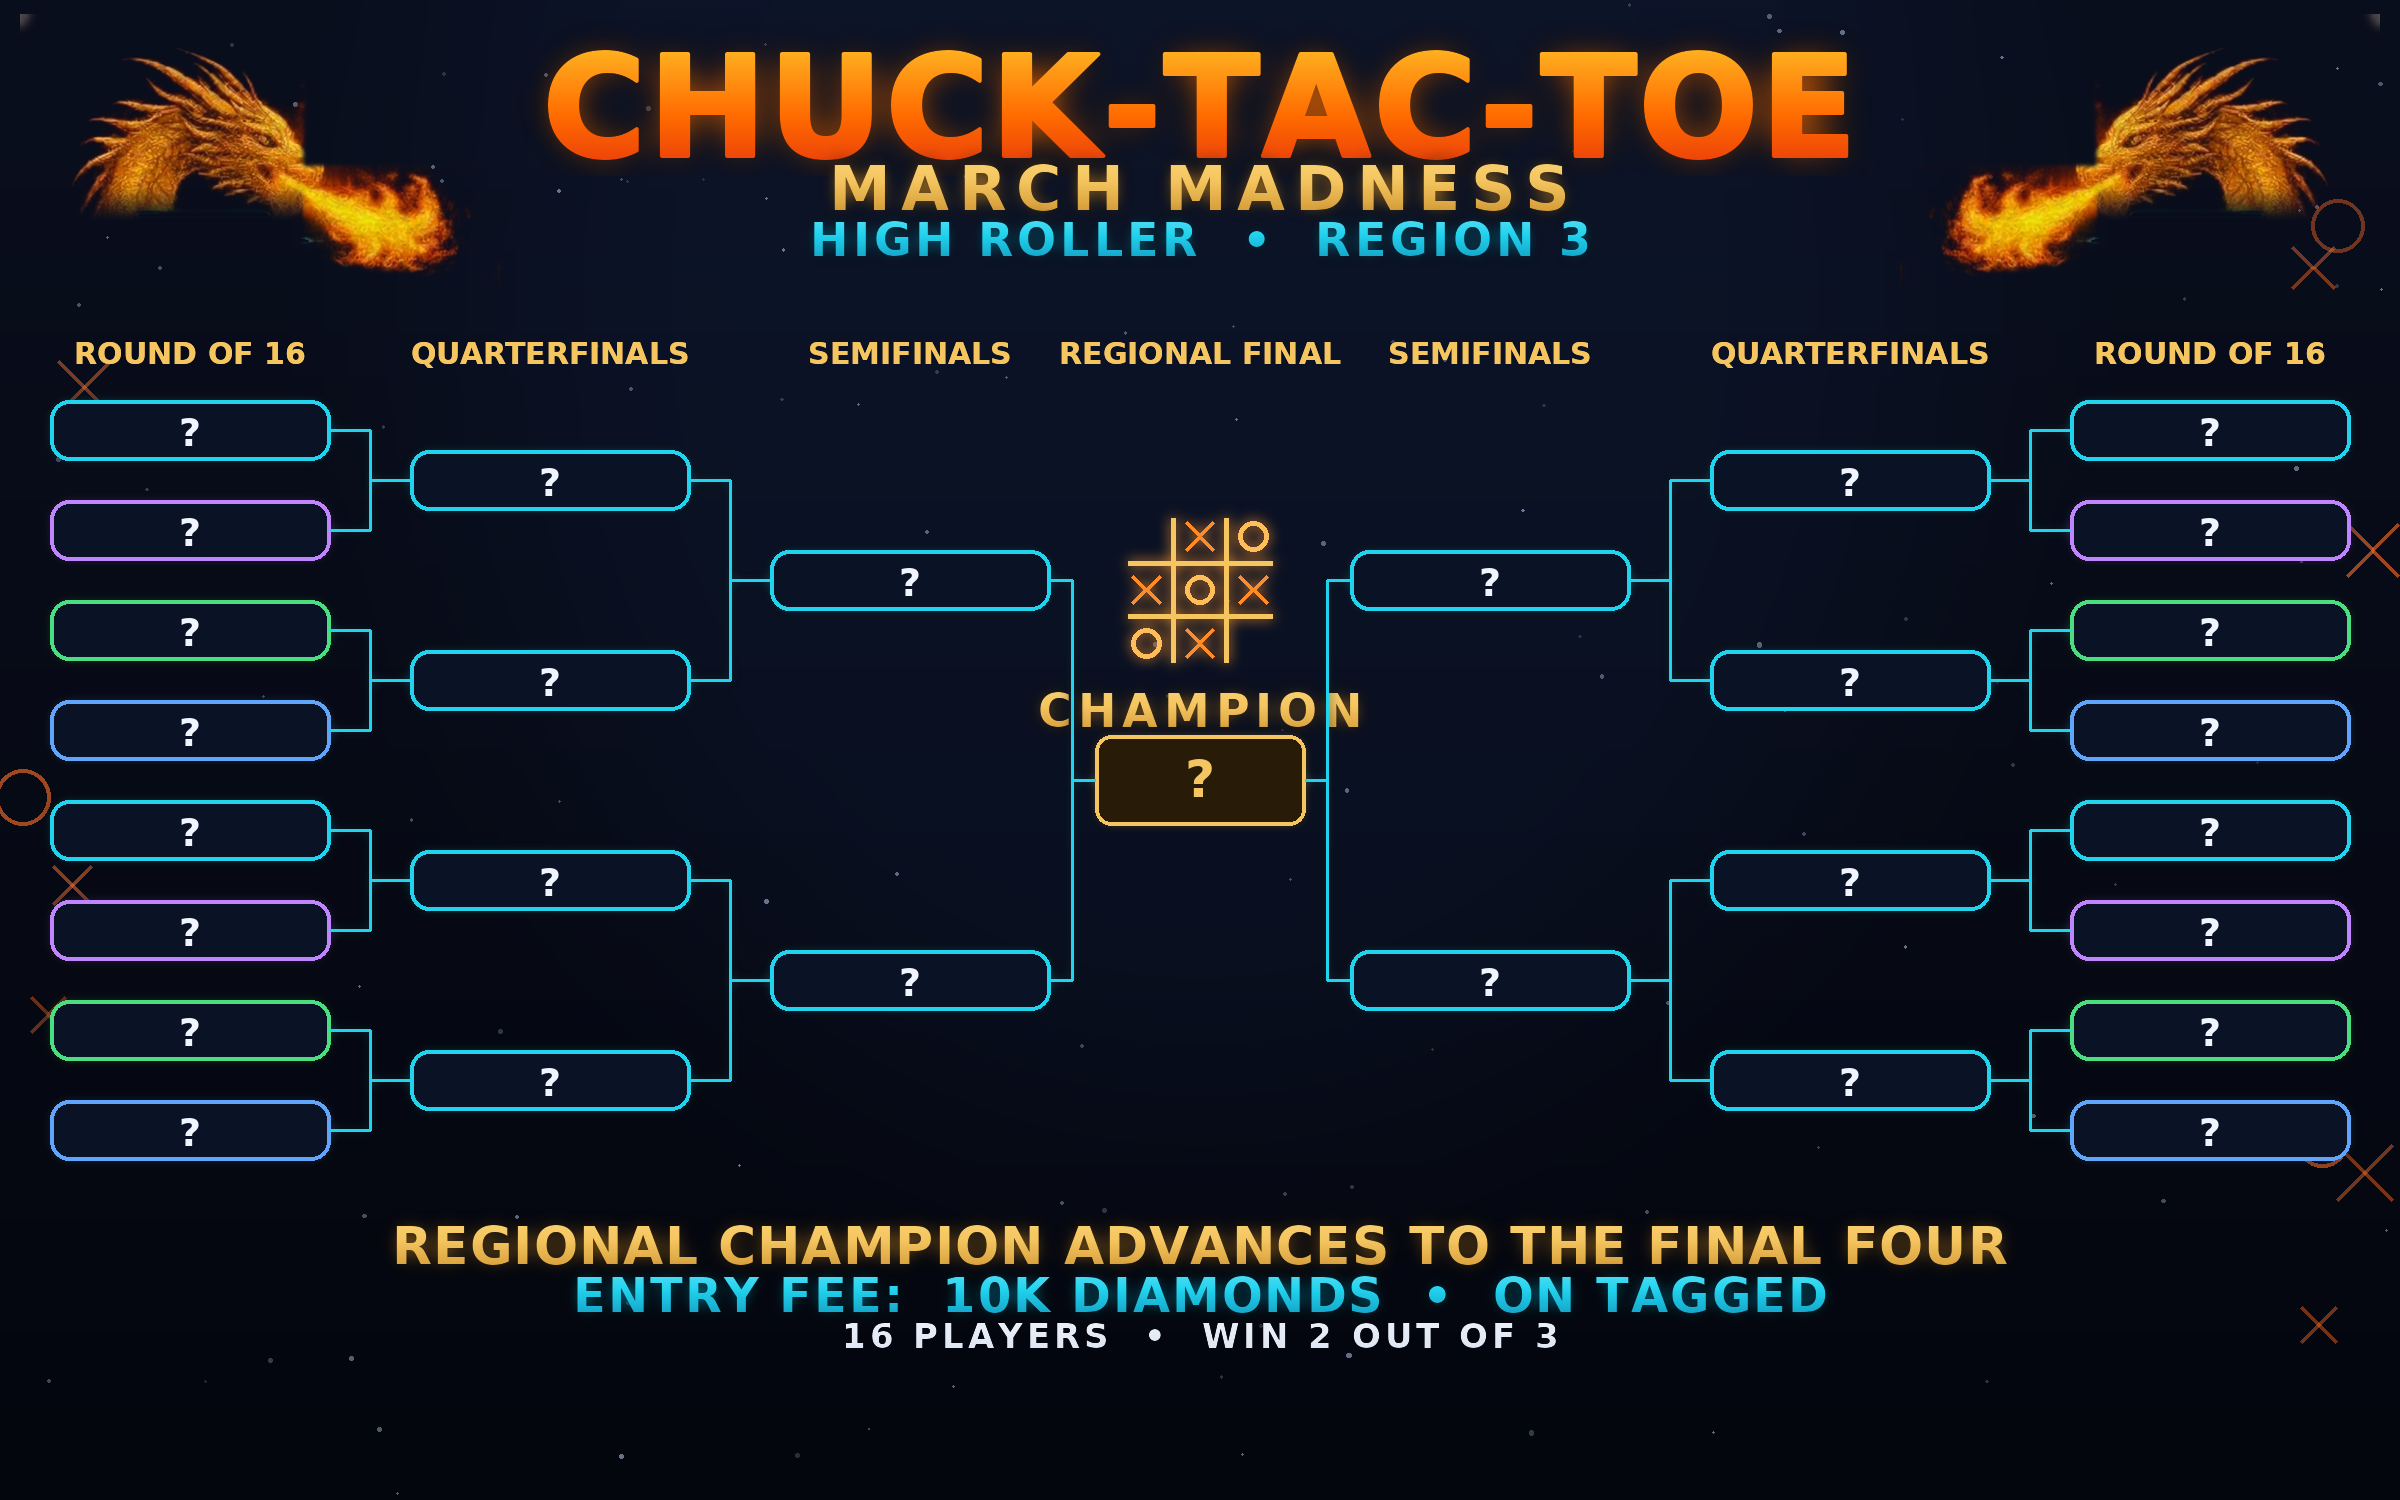 CHUCK-TAC-TOE
MARCH MADNESS
HIGH ROLLER • REGION 3
ROUND OF 16 QUARTERFINALS SEMIFINALS REGIONAL FINAL SEMIFINALS QUARTERFINALS ROUND OF 16
? ?
? ?
? ?
? ?
? ?
? ?
? ?
? ?
CHAMPION
? ?
?
? ?
? ?
? ?
? ?
? ?
? ?
? ?
REGIONAL CHAMPION ADVANCES TO THE FINAL FOUR
ENTRY FEE: 10K DIAMONDS • ON TAGGED
16 PLAYERS • WIN 2 OUT OF 3